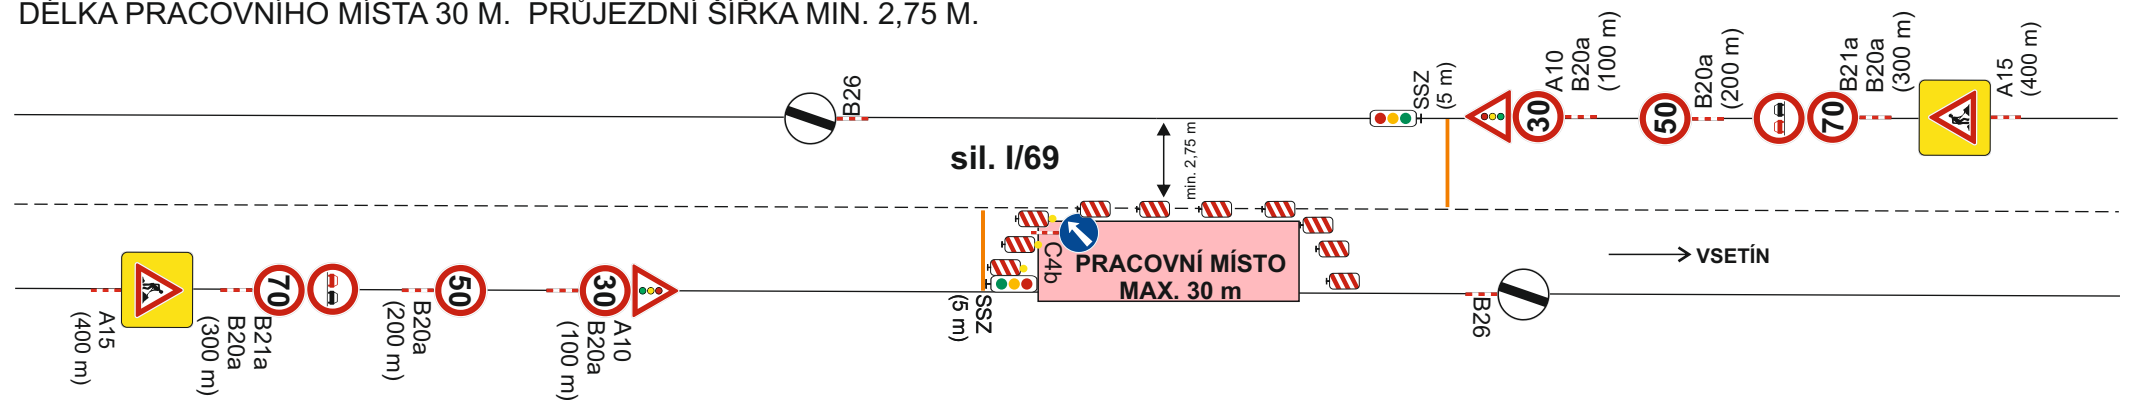 DÉLKA PRACOVNÍHO MÍSTA 30 M.  PRŮJEZDNÍ ŠÍŘKA MIN. 2,75 M.
B26
SSZ
(5 m)
30
A10
B20a
(100 m)
50
B20a
(200 m)
70
B21a
B20a
(300 m)
A15
(400 m)
sil. I/69
min. 2,75 m
C4b
PRACOVNÍ MÍSTO
MAX. 30 m
VSETÍN
A15
(400 m)
70
B21a
B20a
(300 m)
50
B20a
(200 m)
30
A10
B20a
(100 m)
SSZ
(5 m)
B26